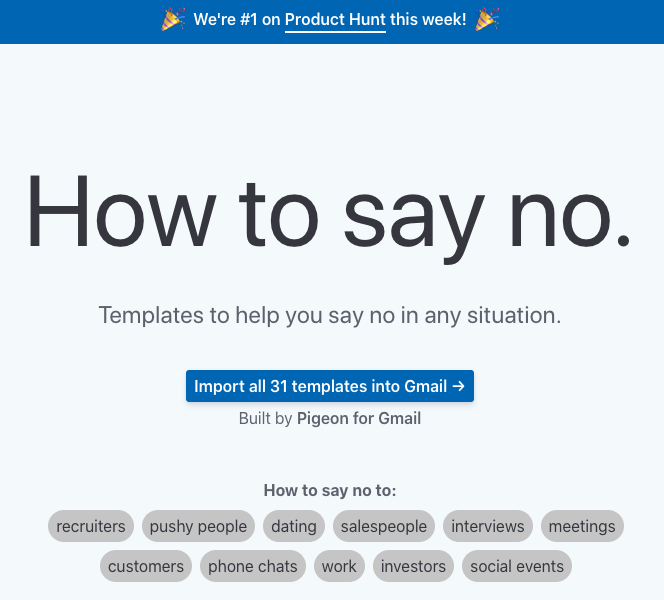 🎉 We're #1 on Product Hunt this week! 🎉
How to say no.
Templates to help you say no in any situation.
Import all 31 templates into Gmail →
Built by Pigeon for Gmail
How to say no to:
recruiters pushy people dating salespeople interviews meetings
customers phone chats work investors social events